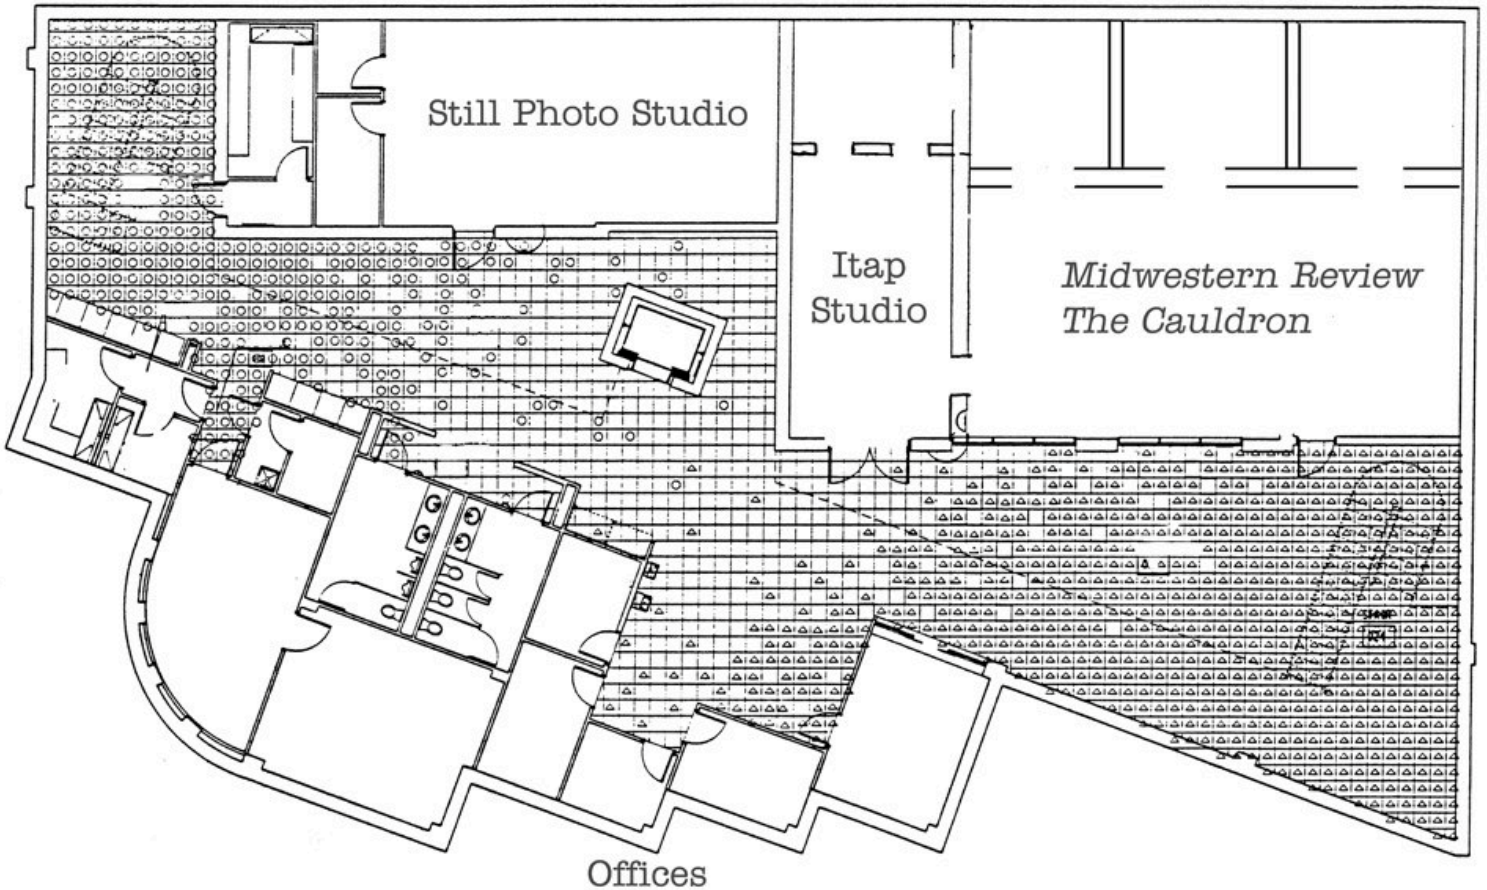 Still Photo Studio
Itap
Studio
Midwestern Review
The Cauldron
Offices